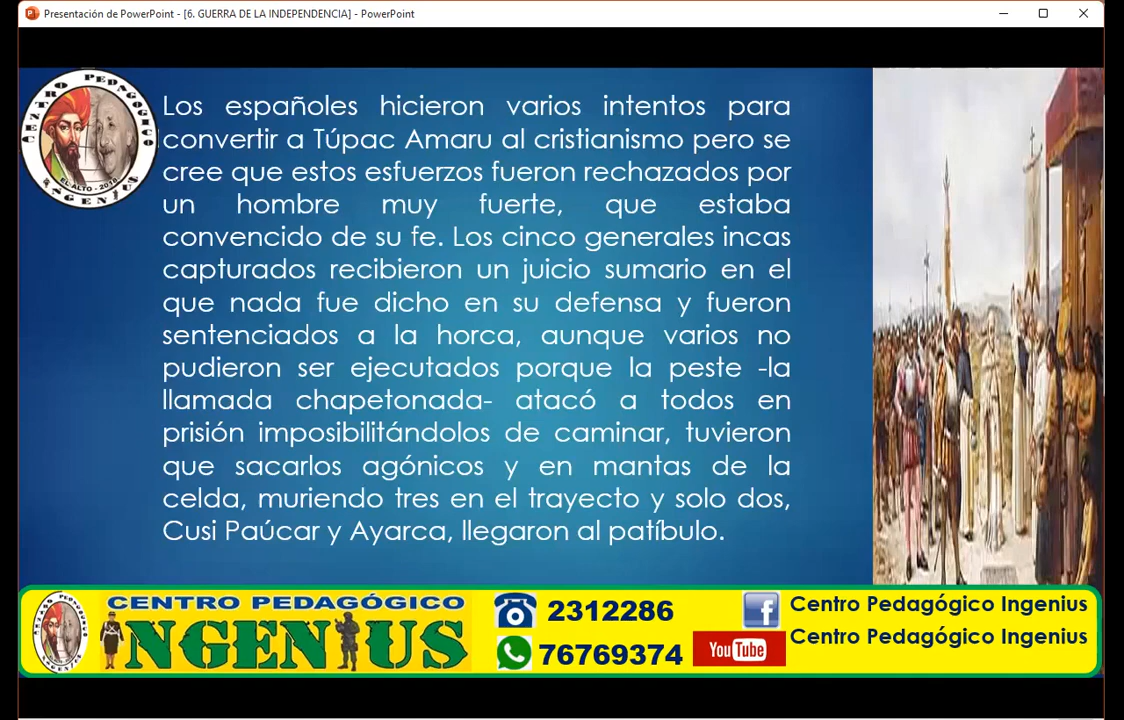 Presentación de PowerPoint - [6. GUERRA DE LA INDEPENDENCIA] - PowerPoint
CENTRO PEDAGÓGICO
EL ALTO - 2018
INGENIUS
Los españoles hicieron varios intentos para
convertir a Túpac Amaru al cristianismo pero se
cree que estos esfuerzos fueron rechazados por
un hombre muy fuerte, que estaba
convencido de su fe. Los cinco generales incas
capturados recibieron un juicio sumario en el
que nada fue dicho en su defensa y fueron
sentenciados a la horca, aunque varios no
pudieron ser ejecutados porque la peste -la
llamada chapetonada- atacó a todos en
prisión imposibilitándolos de caminar, tuvieron
que sacarlos agónicos y en mantas de la
celda, muriendo tres en el trayecto y solo dos,
Cusi Paúcar y Ayarca, llegaron al patíbulo.
CENTRO PEDAGÓGICO
INGENIUS
2312286
76769374
Centro Pedagógico Ingenius
YouTube
Centro Pedagógico Ingenius